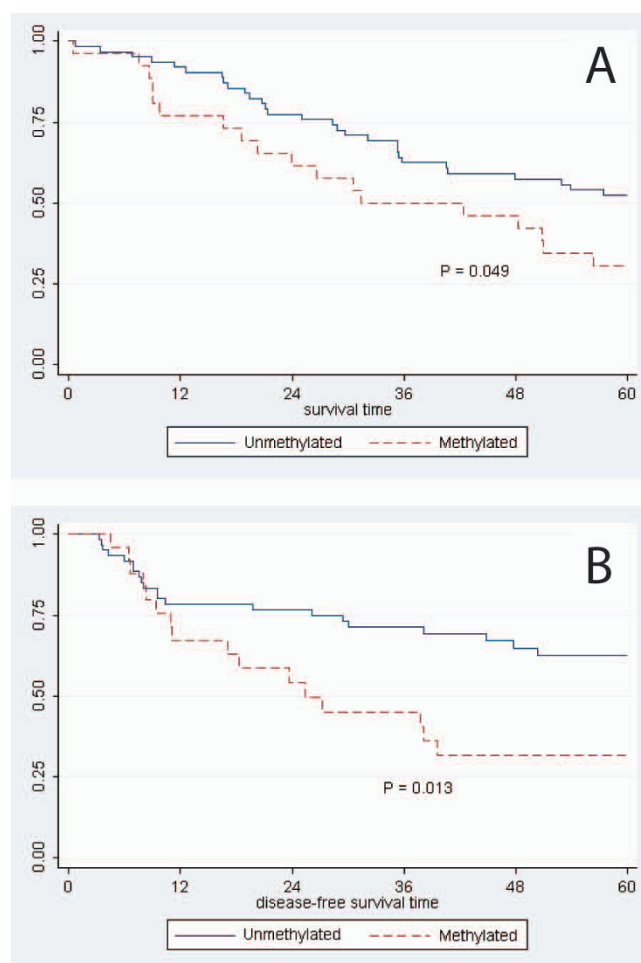 A
1.00
0.75
0.50
0.25
0.00
P = 0.049
0 12 24 36 48 60
survival time
Unmethylated Methylated
B
1.00
0.75
0.50
0.25
0.00
P = 0.013
0 12 24 36 48 60
disease-free survival time
Unmethylated Methylated